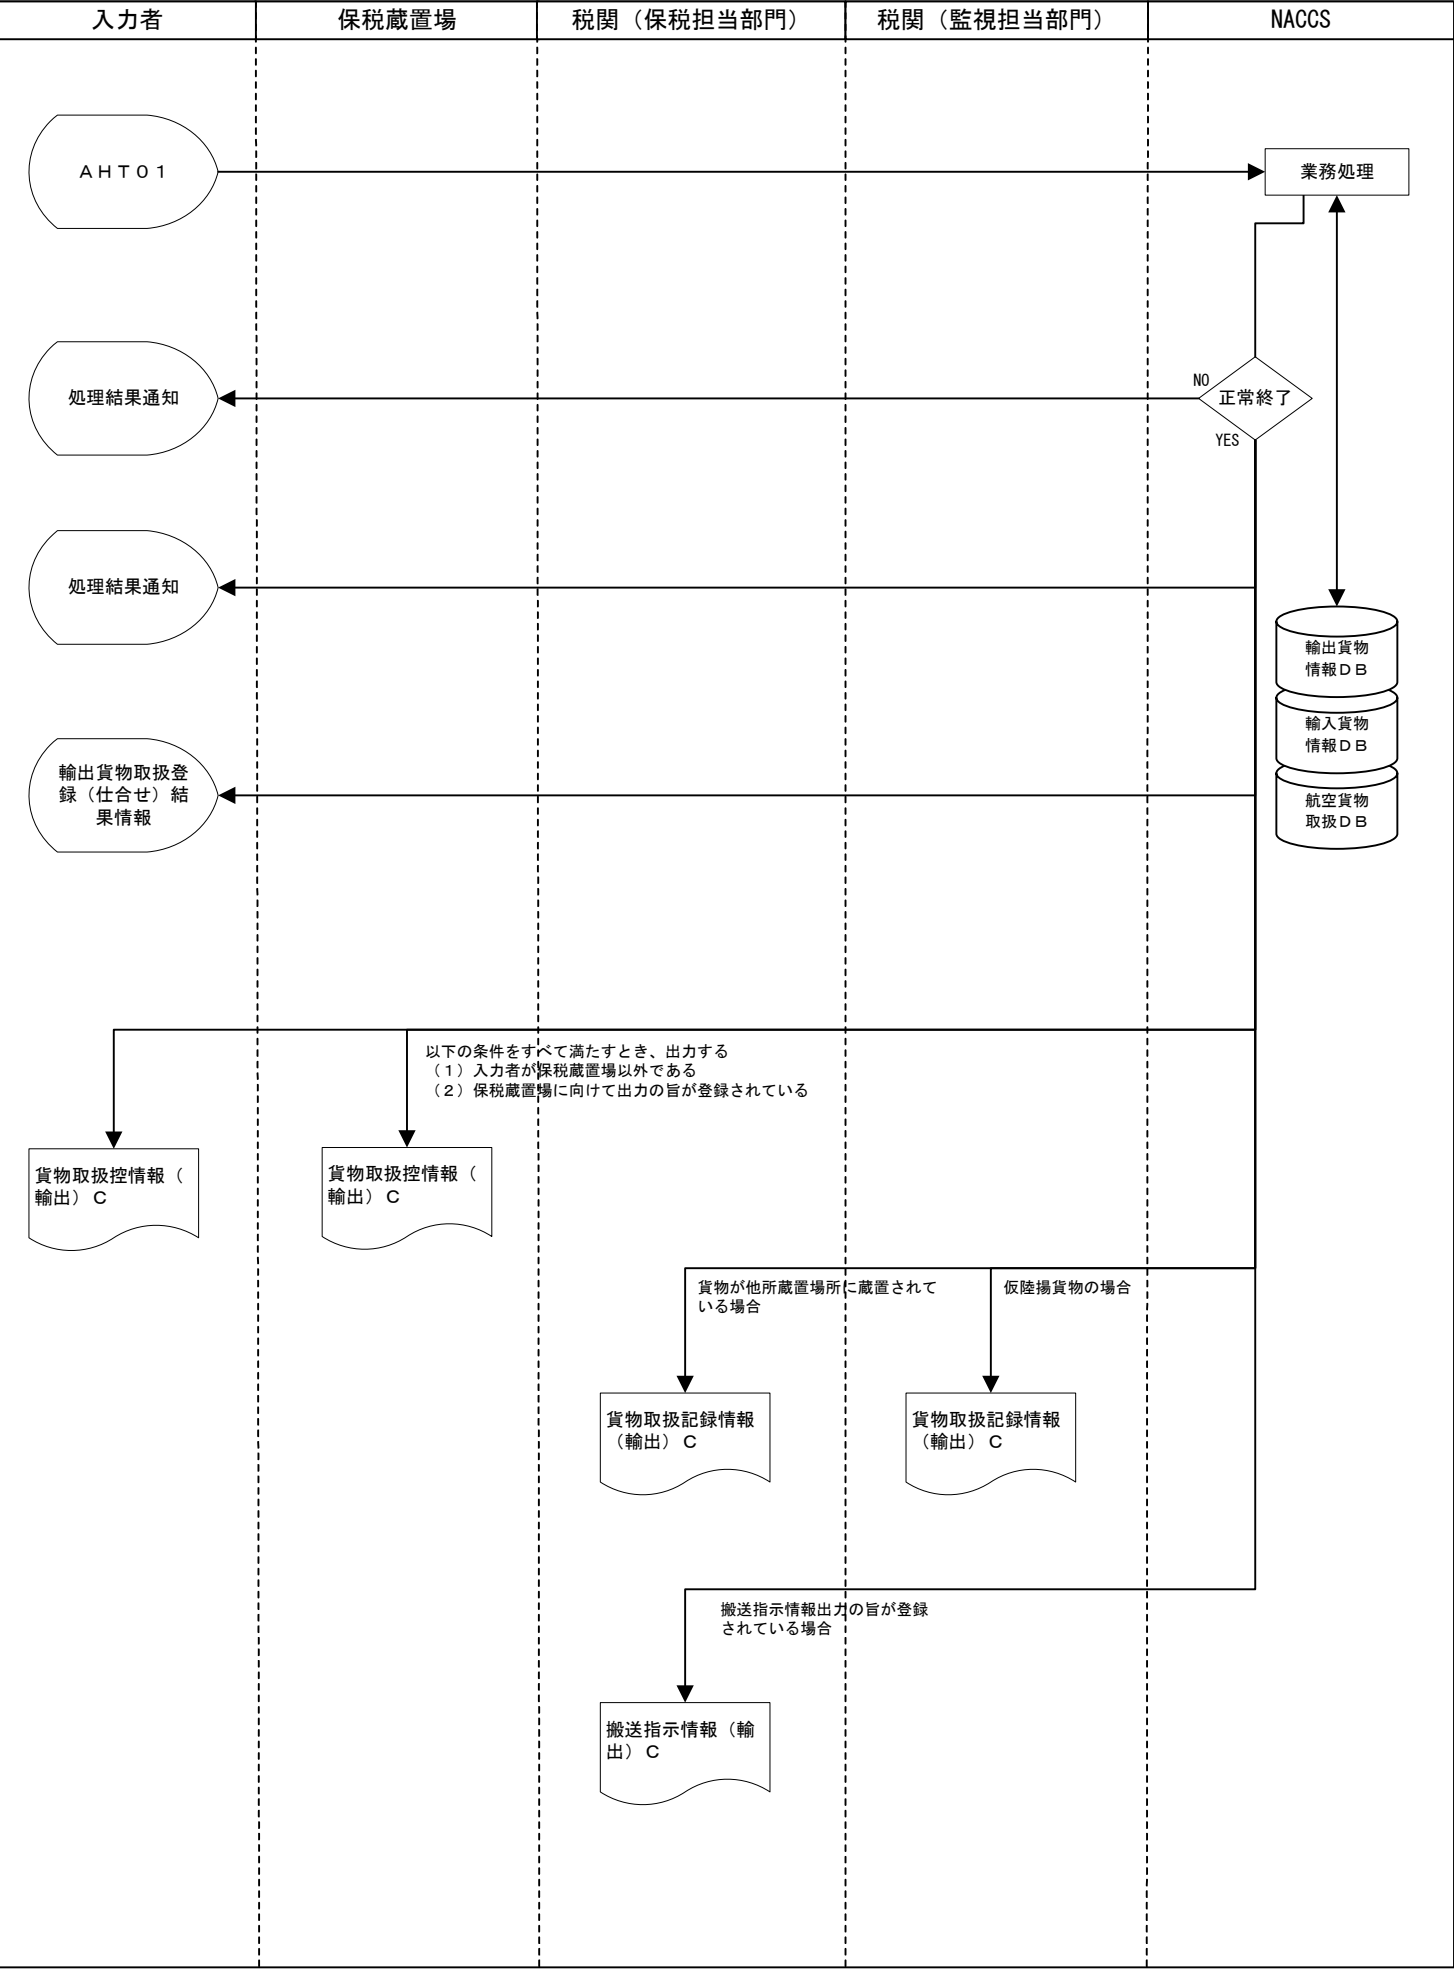 入力者
保税蔵置場
税関（保税担当部門）
税関（監視担当部門）
NACCS
ＡＨＴ０１
業務処理
処理結果通知
NO
正常終了
YES
処理結果通知
輸出貨物
情報ＤＢ
輸入貨物
情報ＤＢ
航空貨物
取扱ＤＢ
輸出貨物取扱登
録（仕合せ）結
果情報
以下の条件をすべて満たすとき、出力する
（１）入力者が保税蔵置場以外である
（２）保税蔵置場に向けて出力の旨が登録されている
貨物取扱控情報（
輸出）Ｃ
貨物取扱控情報（
輸出）Ｃ
貨物が他所蔵置場所に蔵置されて
いる場合
仮陸揚貨物の場合
貨物取扱記録情報
（輸出）Ｃ
貨物取扱記録情報
（輸出）Ｃ
搬送指示情報出力の旨が登録
されている場合
搬送指示情報（輸
出）Ｃ